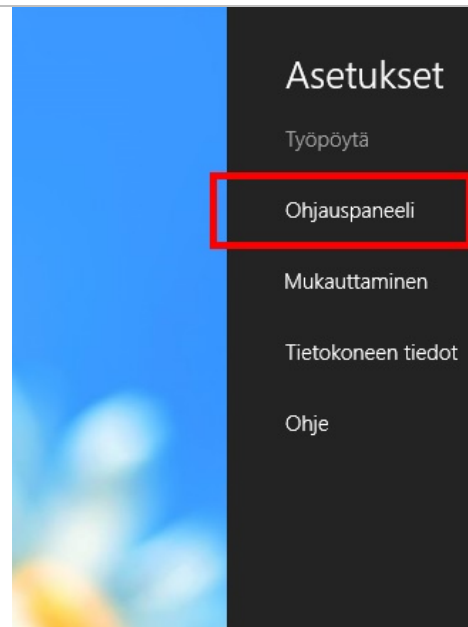 Asetukset
Työpöytä
Ohjauspaneeli
Mukauttaminen
Tietokoneen tiedot
Ohje